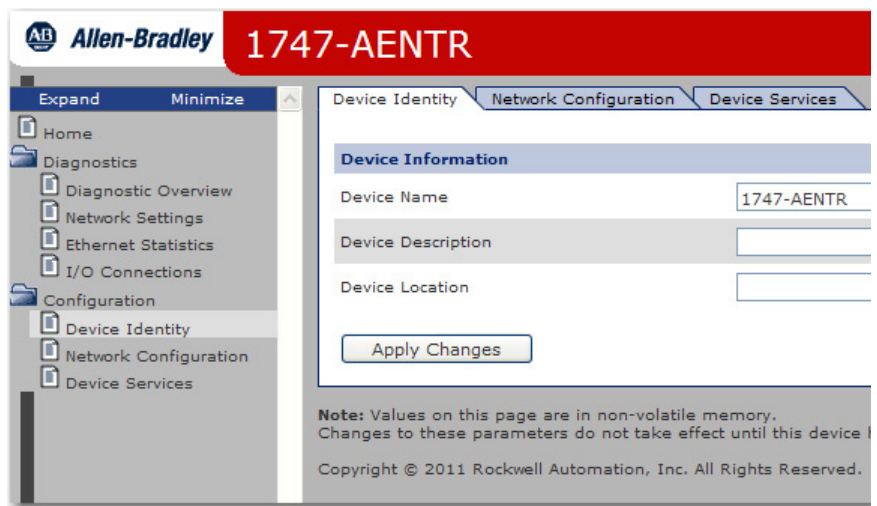 AB
Allen-Bradley
1747-AENTR
Expand Minimize
Home
Diagnostics
Diagnostic Overview
Network Settings
Ethernet Statistics
I/O Connections
Configuration
Device Identity
Network Configuration
Device Services
Device Identity Network Configuration Device Services
Device Information
Device Name 1747-AENTR
Device Description
Device Location
Apply Changes
Note: Values on this page are in non-volatile memory.
Changes to these parameters do not take effect until this device
Copyright © 2011 Rockwell Automation, Inc. All Rights Reserved.